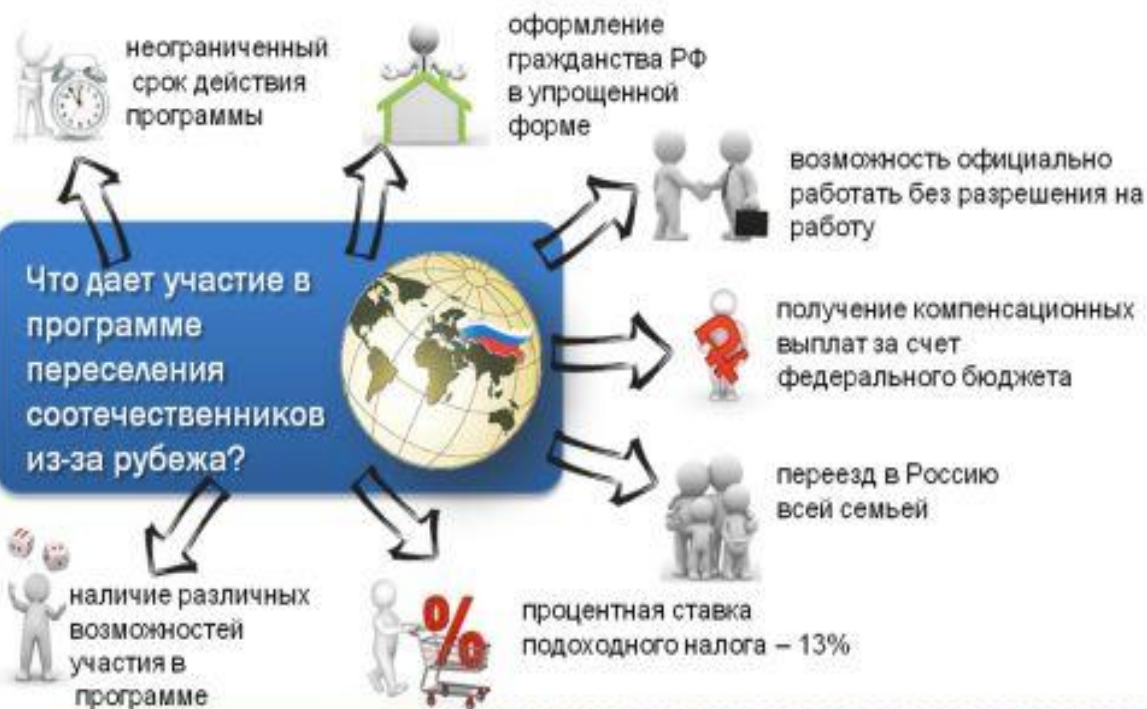 неограниченный
срок действия
программы
оформление
гражданства РФ
в упрощенной
форме
возможность официально
работать без разрешения на
работу
Что дает участие в
программе
переселения
соотечественников
из-за рубежа?
получение компенсационных
выплат за счет
федерального бюджета
переезд в Россию
всей семьей
наличие различных
возможностей
участия в
программе
%
процентная ставка
подоходного налога – 13%